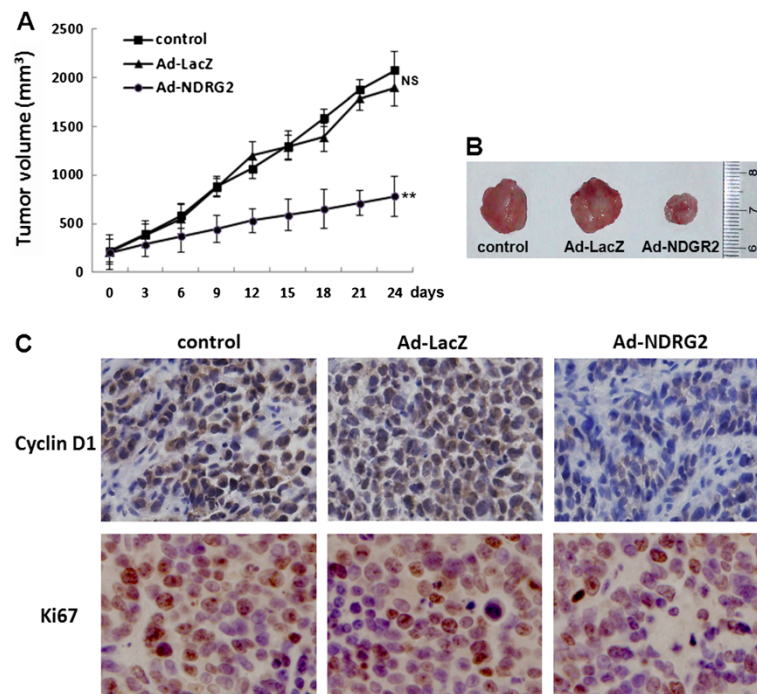 A
control
Ad-LacZ
Ad-NDRG2
Tumor volume (mm³)
2500
2000
1500
1000
500
0
0 3 6 9 12 15 18 21 24 days
NS
**
B
control Ad-LacZ Ad-NDGR2
8
7
6
C
control Ad-LacZ Ad-NDRG2
Cyclin D1
Ki67